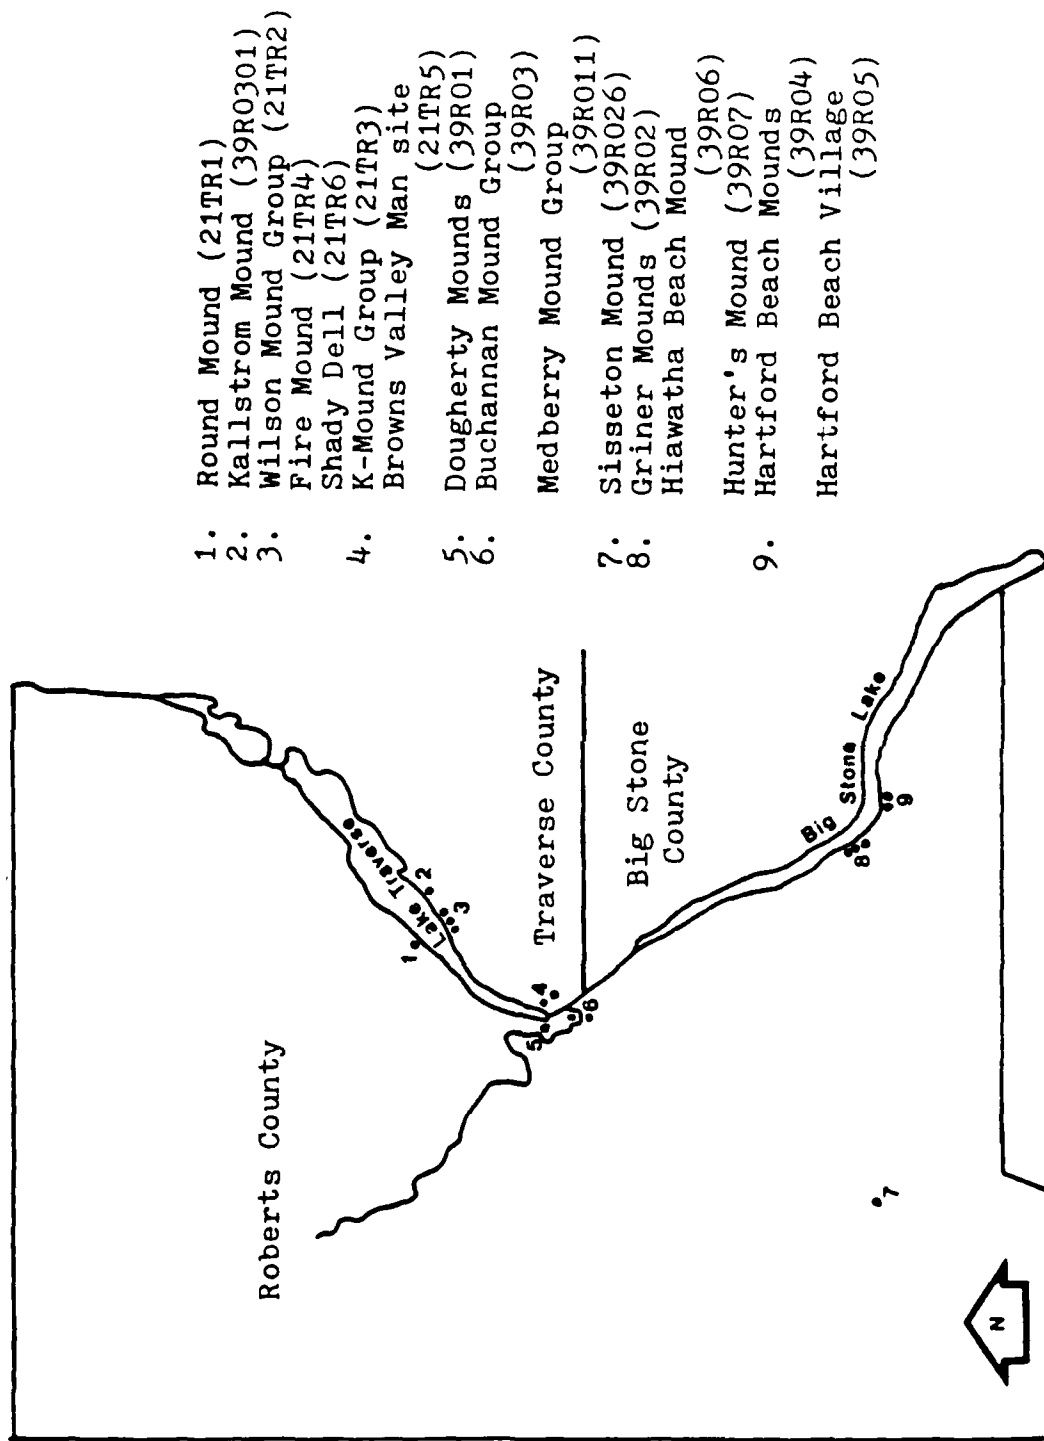 Roberts County
Traverse County
Big Stone
County
Lake Traverse
Big Stone Lake
1
2
3
4
5
6
7
8
9
N
1. Round Mound (21TR1)
2. Kallstrom Mound (39RO301)
3. Wilson Mound Group (21TR2)
Fire Mound (21TR4)
Shady Dell (21TR6)
4. K-Mound Group (21TR3)
Browns Valley Man site
(21TR5)
5. Dougherty Mounds (39RO1)
6. Buchannan Mound Group
(39RO3)
Medberry Mound Group
(39RO11)
7. Sisseton Mound (39RO26)
8. Griner Mounds (39RO2)
Hiawatha Beach Mound
(39RO6)
Hunter's Mound (39RO7)
9. Hartford Beach Mounds
(39RO4)
Hartford Beach Village
(39RO5)